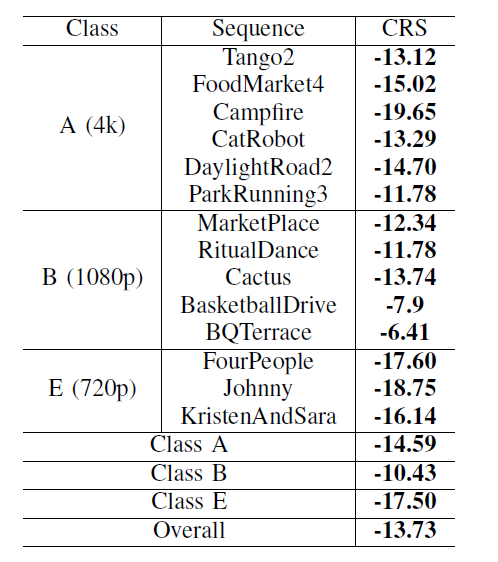 Class Sequence CRS
Tango2 -13.12
FoodMarket4 -15.02
A (4k) Campfire -19.65
CatRobot -13.29
DaylightRoad2 -14.70
ParkRunning3 -11.78
MarketPlace -12.34
RitualDance -11.78
B (1080p) Cactus -13.74
BasketballDrive -7.9
BQTerrace -6.41
FourPeople -17.60
E (720p) Johnny -18.75
KristenAndSara -16.14
Class A -14.59
Class B -10.43
Class E -17.50
Overall -13.73